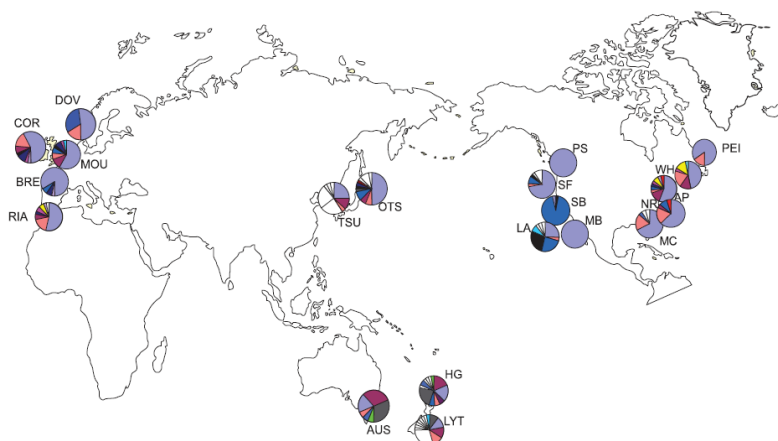 DOV
COR
MOU
BRE
RIA
TSU
OTS
PS
SF
SB
LA
MB
PEI
WH
NR
AP
MC
HG
AUS
LYT